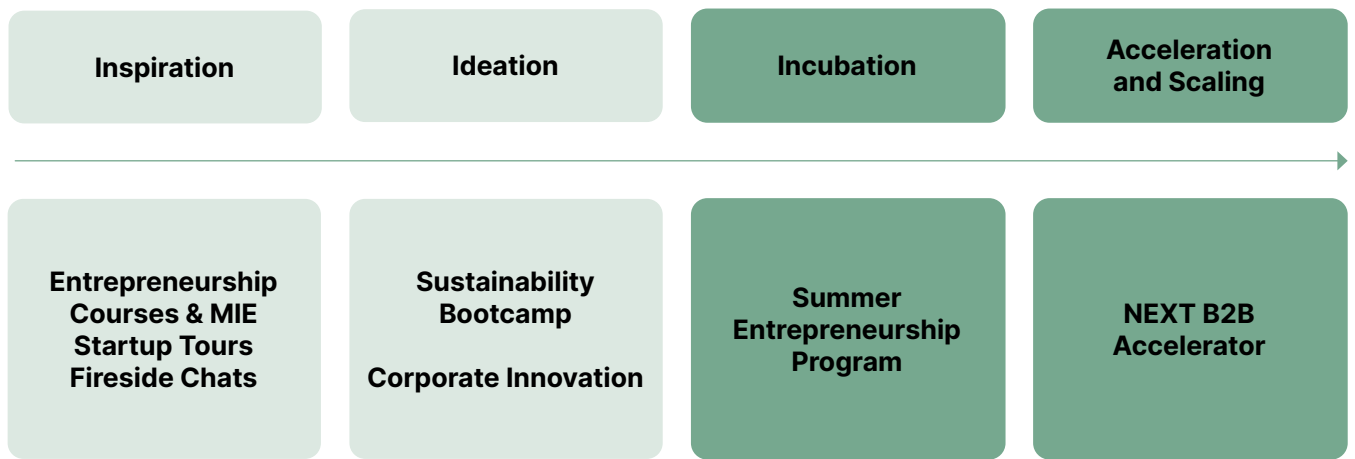 Inspiration
Ideation
Incubation
Acceleration
and Scaling
Entrepreneurship
Courses & MIE
Startup Tours
Fireside Chats
Sustainability
Bootcamp
Corporate Innovation
Summer
Entrepreneurship
Program
NEXT B2B
Accelerator